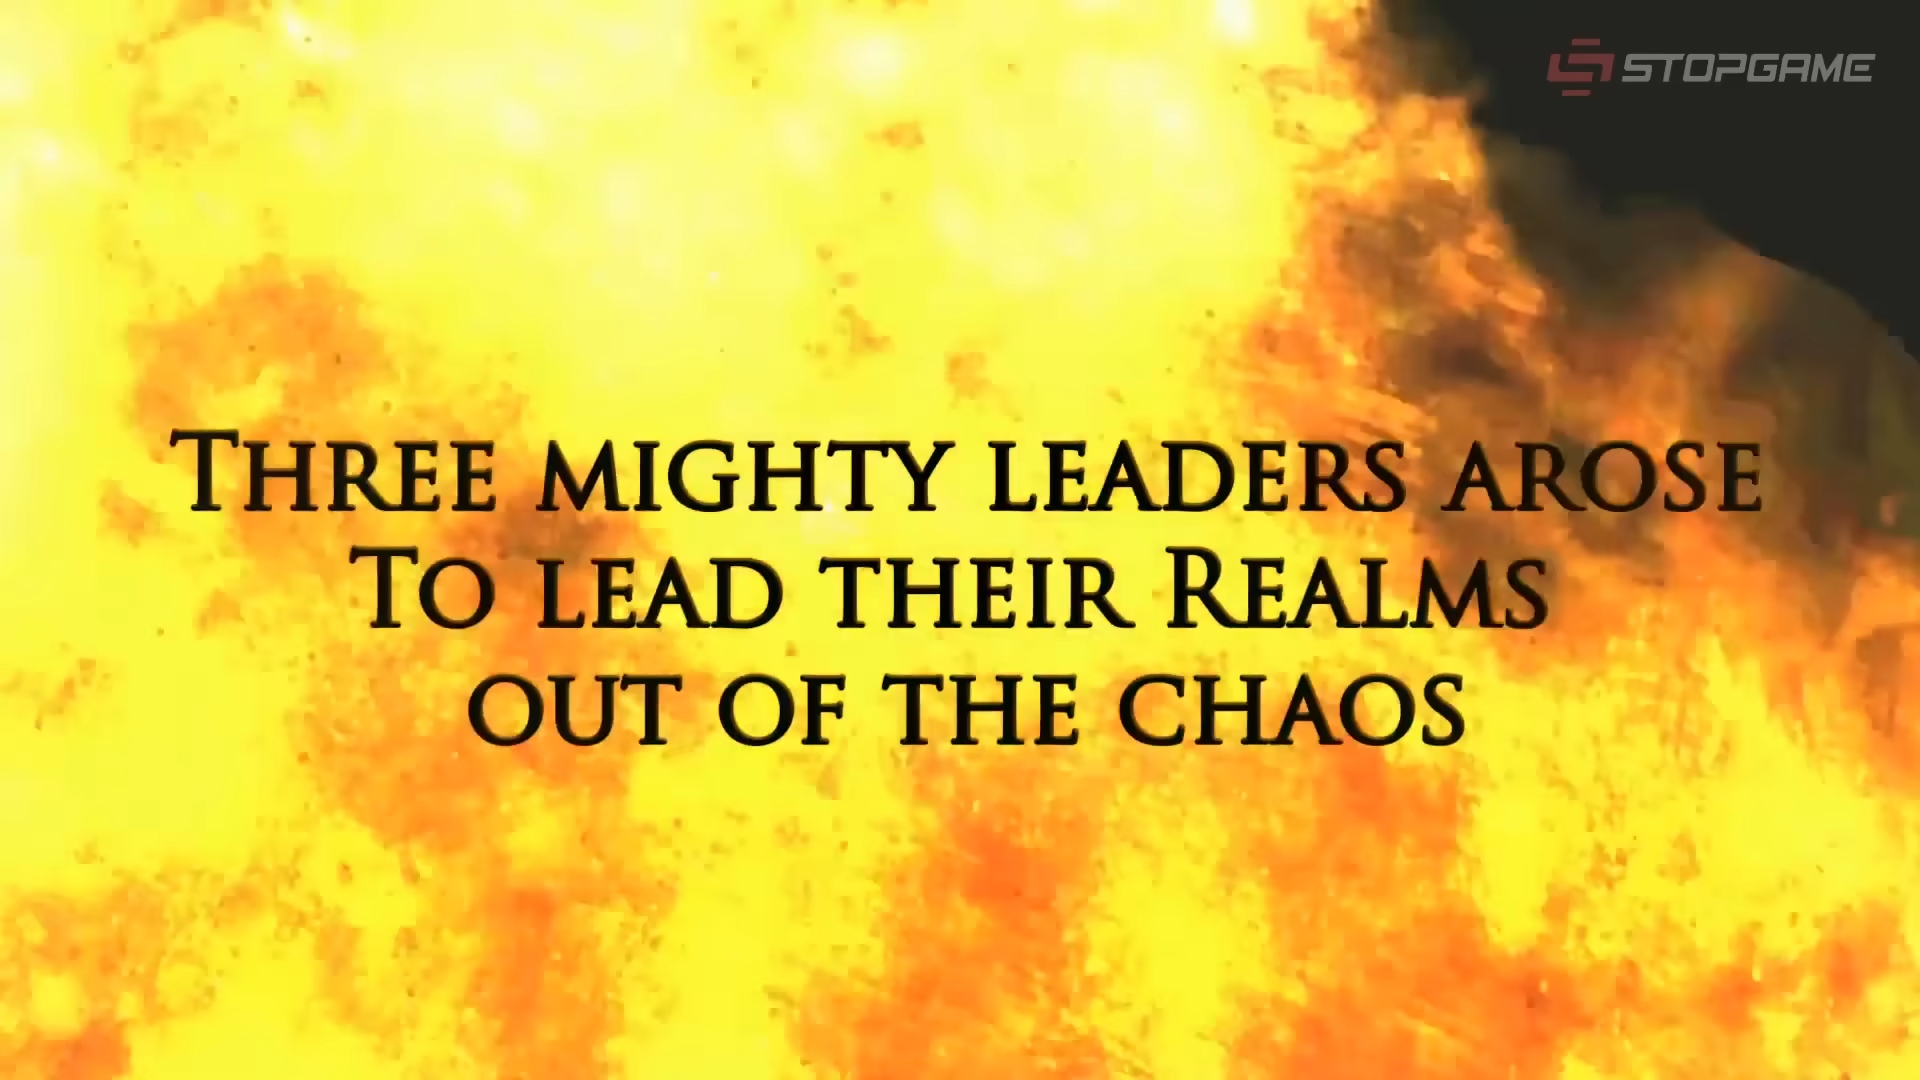 STOPGAME
Three mighty leaders arose
To lead their Realms
out of the chaos